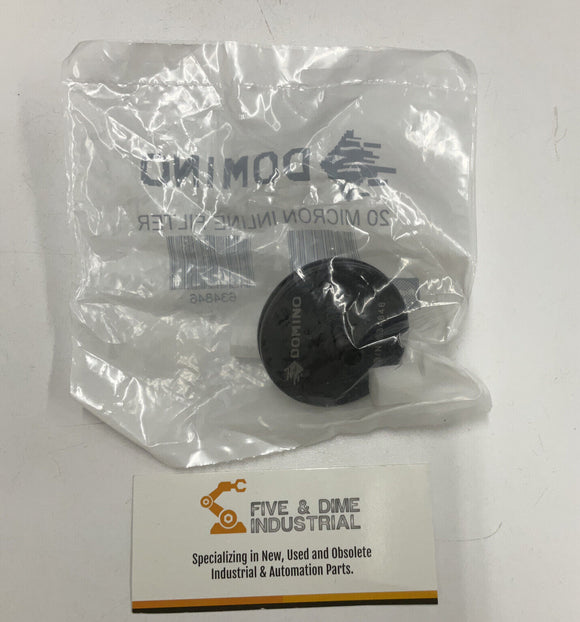 DOMINO
20 MICRON INLINE FILTER
634846
DOMINO
FIVE & DIME
INDUSTRIAL
Specializing in New, Used and Obsolete
Industrial & Automation Parts.